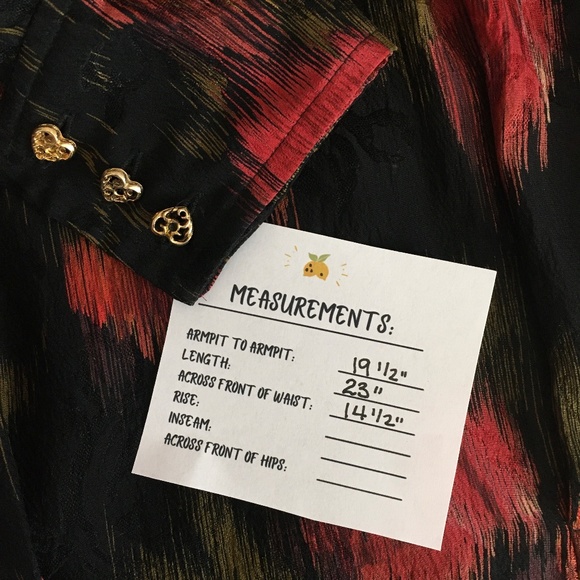 MEASUREMENTS:
ARMPIT TO ARMPIT: 19 1/2"
LENGTH: 23"
ACROSS FRONT OF WAIST: 14 1/2"
RISE:
INSEAM:
ACROSS FRONT OF HIPS: